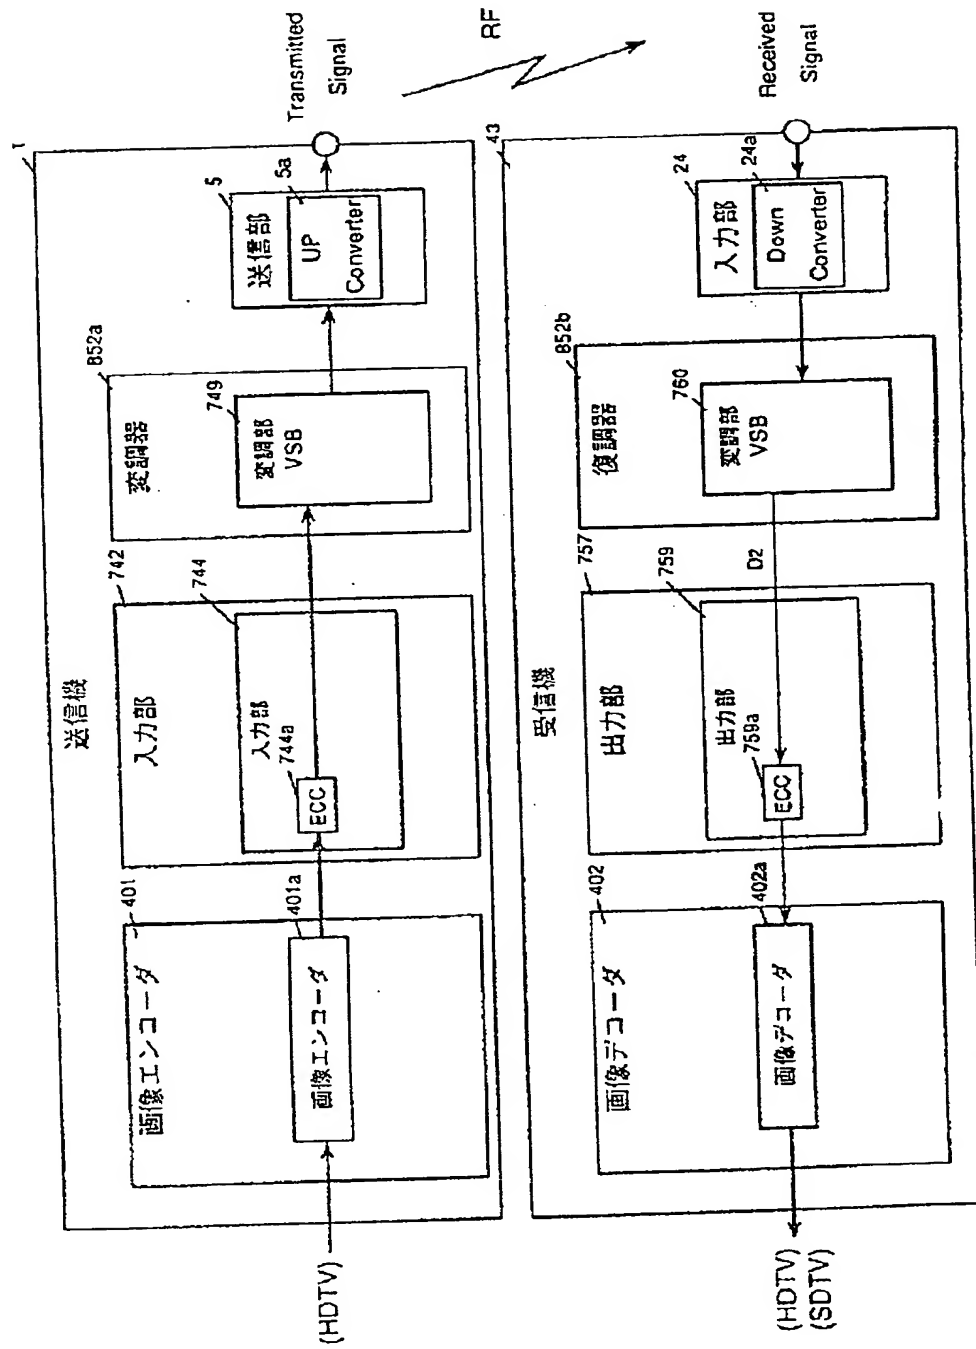 送信機
1
画像エンコーダ
401
画像エンコーダ
401a
(HDTV)
入力部
742
入力部
744
744a
ECC
変調器
852a
749
変調部
VSB
送信部
5
5a
UP
Converter
Transmitted
Signal
RF
受信機
43
画像デコーダ
402
画像デコーダ
402a
(HDTV)
(SDTV)
出力部
757
出力部
759
759a
ECC
D2
復調器
852b
760
変調部
VSB
入力部
24
24a
Down
Converter
Received
Signal